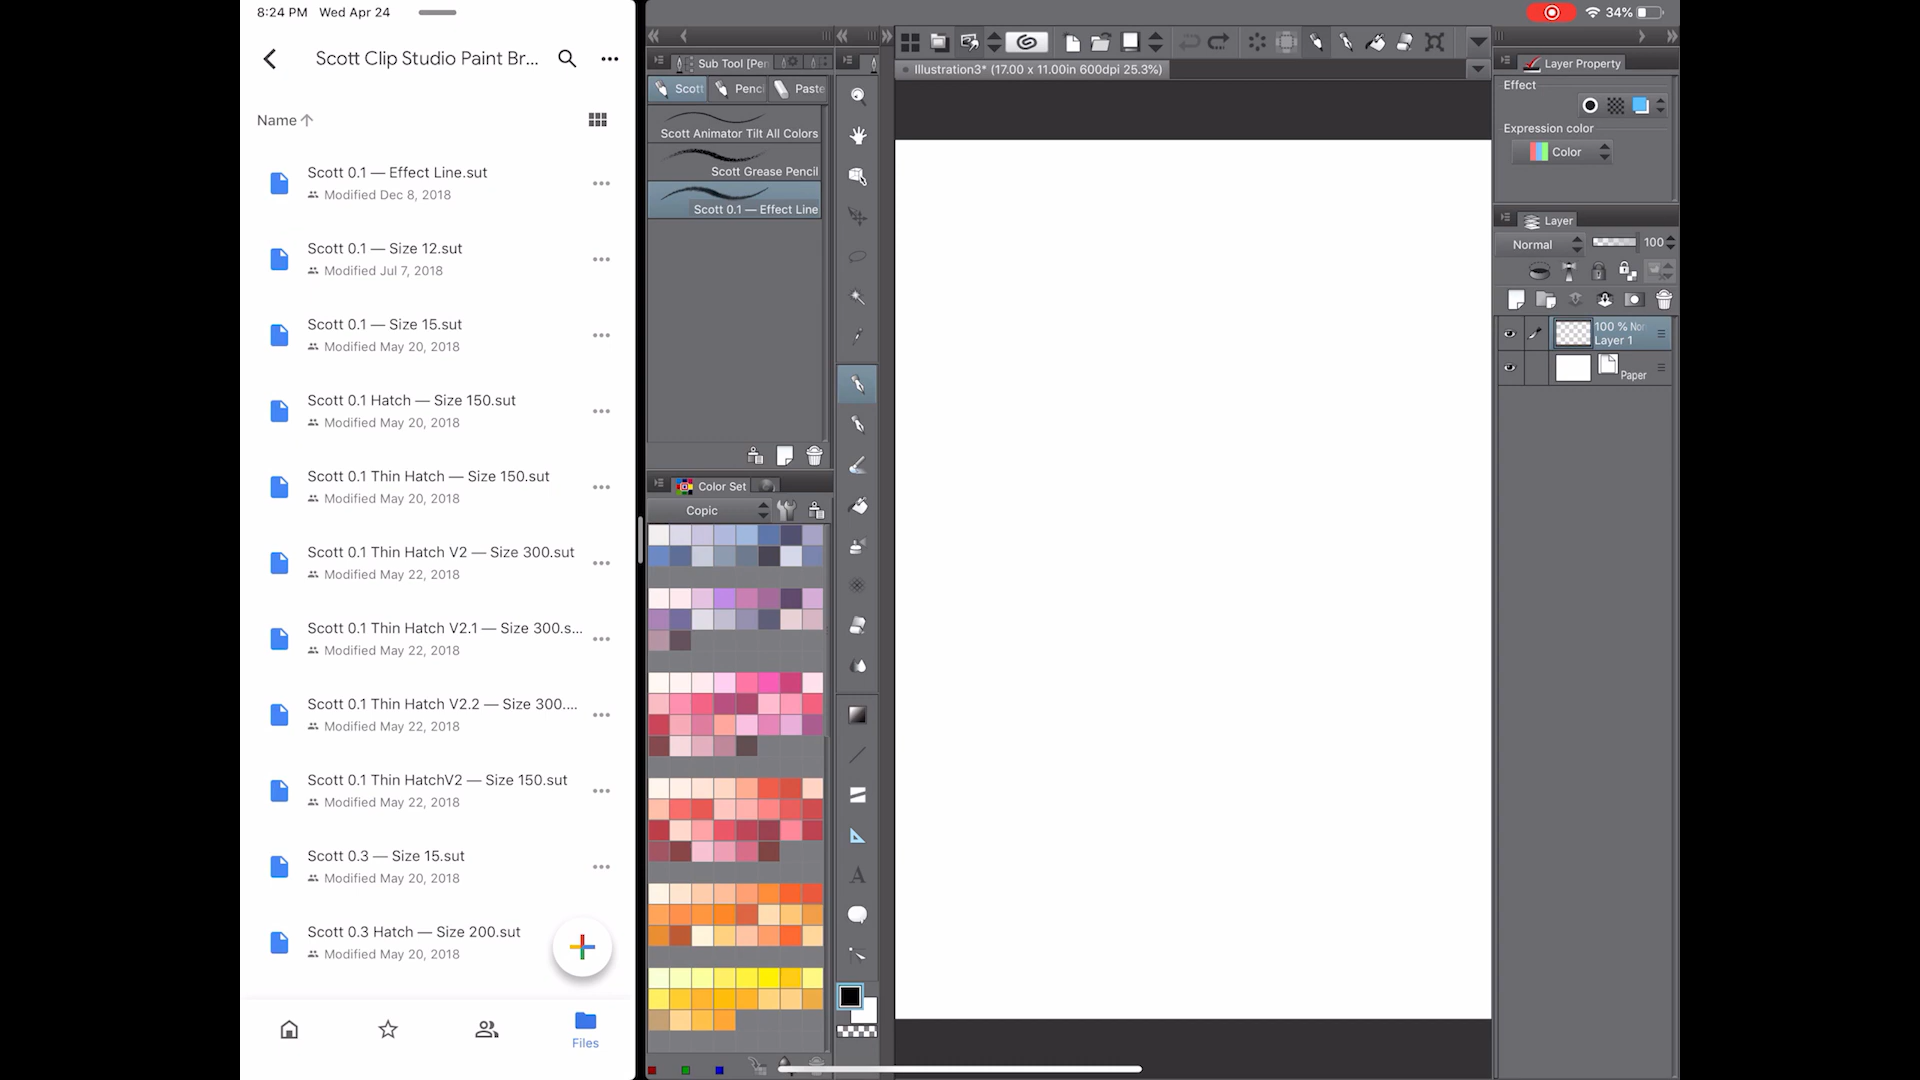 8:24 PM Wed Apr 24
Scott Clip Studio Paint Br...
Name
Scott 0.1 — Effect Line.sut
Modified Dec 8, 2018
Scott 0.1 — Size 12.sut
Modified Jul 7, 2018
Scott 0.1 — Size 15.sut
Modified May 20, 2018
Scott 0.1 Hatch — Size 150.sut
Modified May 20, 2018
Scott 0.1 Thin Hatch — Size 150.sut
Modified May 20, 2018
Scott 0.1 Thin Hatch V2 — Size 300.sut
Modified May 22, 2018
Scott 0.1 Thin Hatch V2.1 — Size 300.s...
Modified May 22, 2018
Scott 0.1 Thin Hatch V2.2 — Size 300....
Modified May 22, 2018
Scott 0.1 Thin HatchV2 — Size 150.sut
Modified May 22, 2018
Scott 0.3 — Size 15.sut
Modified May 20, 2018
Scott 0.3 Hatch — Size 200.sut
Modified May 20, 2018
Files
Sub Tool [Pen
Scott Penc Paste
Scott Animator Tilt All Colors
Scott Grease Pencil
Scott 0.1 — Effect Line
Color Set
Copic
A
Illustration3* (17.00 x 11.00in 600dpi 25.3%)
34%
Layer Property
Effect
Expression color
Color
Layer
Normal 100
100 % Nor
Layer 1
Paper